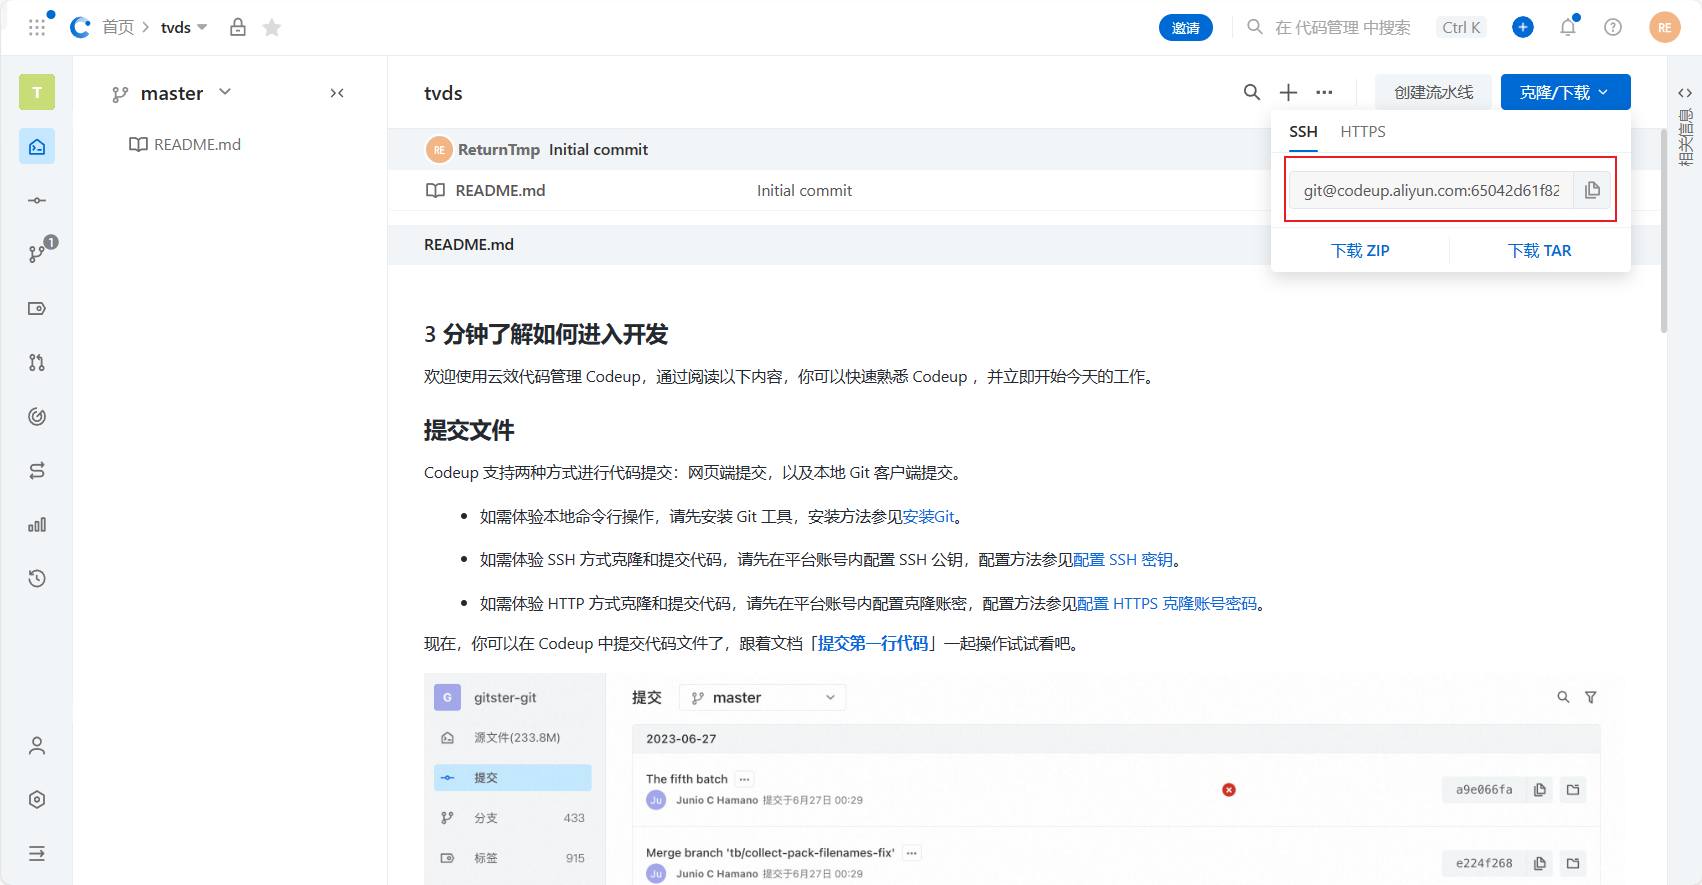 首页 tvds
邀请 在 代码管理 中搜索 Ctrl K RE
T
master
README.md
1
tvds
创建流水线 克隆/下载
相关信息
RE ReturnTmp Initial commit
README.md Initial commit
SSH HTTPS
git@codeup.aliyun.com:65042d61f82
下载 ZIP 下载 TAR
README.md
3 分钟了解如何进入开发
欢迎使用云效代码管理 Codeup，通过阅读以下内容，你可以快速熟悉 Codeup ，并立即开始今天的工作。
提交文件
Codeup 支持两种方式进行代码提交：网页端提交，以及本地 Git 客户端提交。
如需体验本地命令行操作，请先安装 Git 工具，安装方法参见安装Git。
如需体验 SSH 方式克隆和提交代码，请先在平台账号内配置 SSH 公钥，配置方法参见配置 SSH 密钥。
如需体验 HTTP 方式克隆和提交代码，请先在平台账号内配置克隆账密，配置方法参见配置 HTTPS 克隆账号密码。
现在，你可以在 Codeup 中提交代码文件了，跟着文档「提交第一行代码」一起操作试试看吧。
G gitster-git
源文件(233.8M)
提交
分支 433
标签 915
提交 master
2023-06-27
The fifth batch
Ju Junio C Hamano 提交于6月27日 00:29
a9e066fa
Merge branch 'tb/collect-pack-filenames-fix'
Ju Junio C Hamano 提交于6月27日 00:29
e224f268